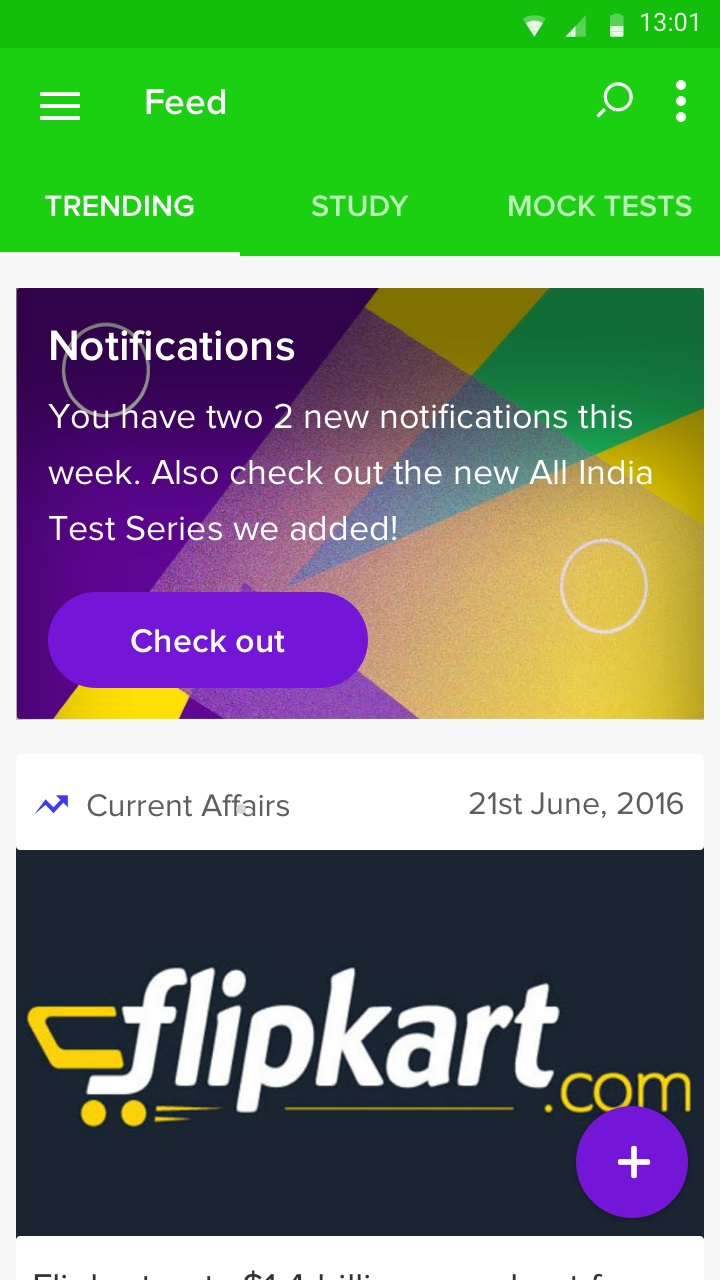 13:01
Feed
TRENDING
STUDY
MOCK TESTS
Notifications
You have two 2 new notifications this
week. Also check out the new All India
Test Series we added!
Check out
Current Affairs
21st June, 2016
flipkart
.com